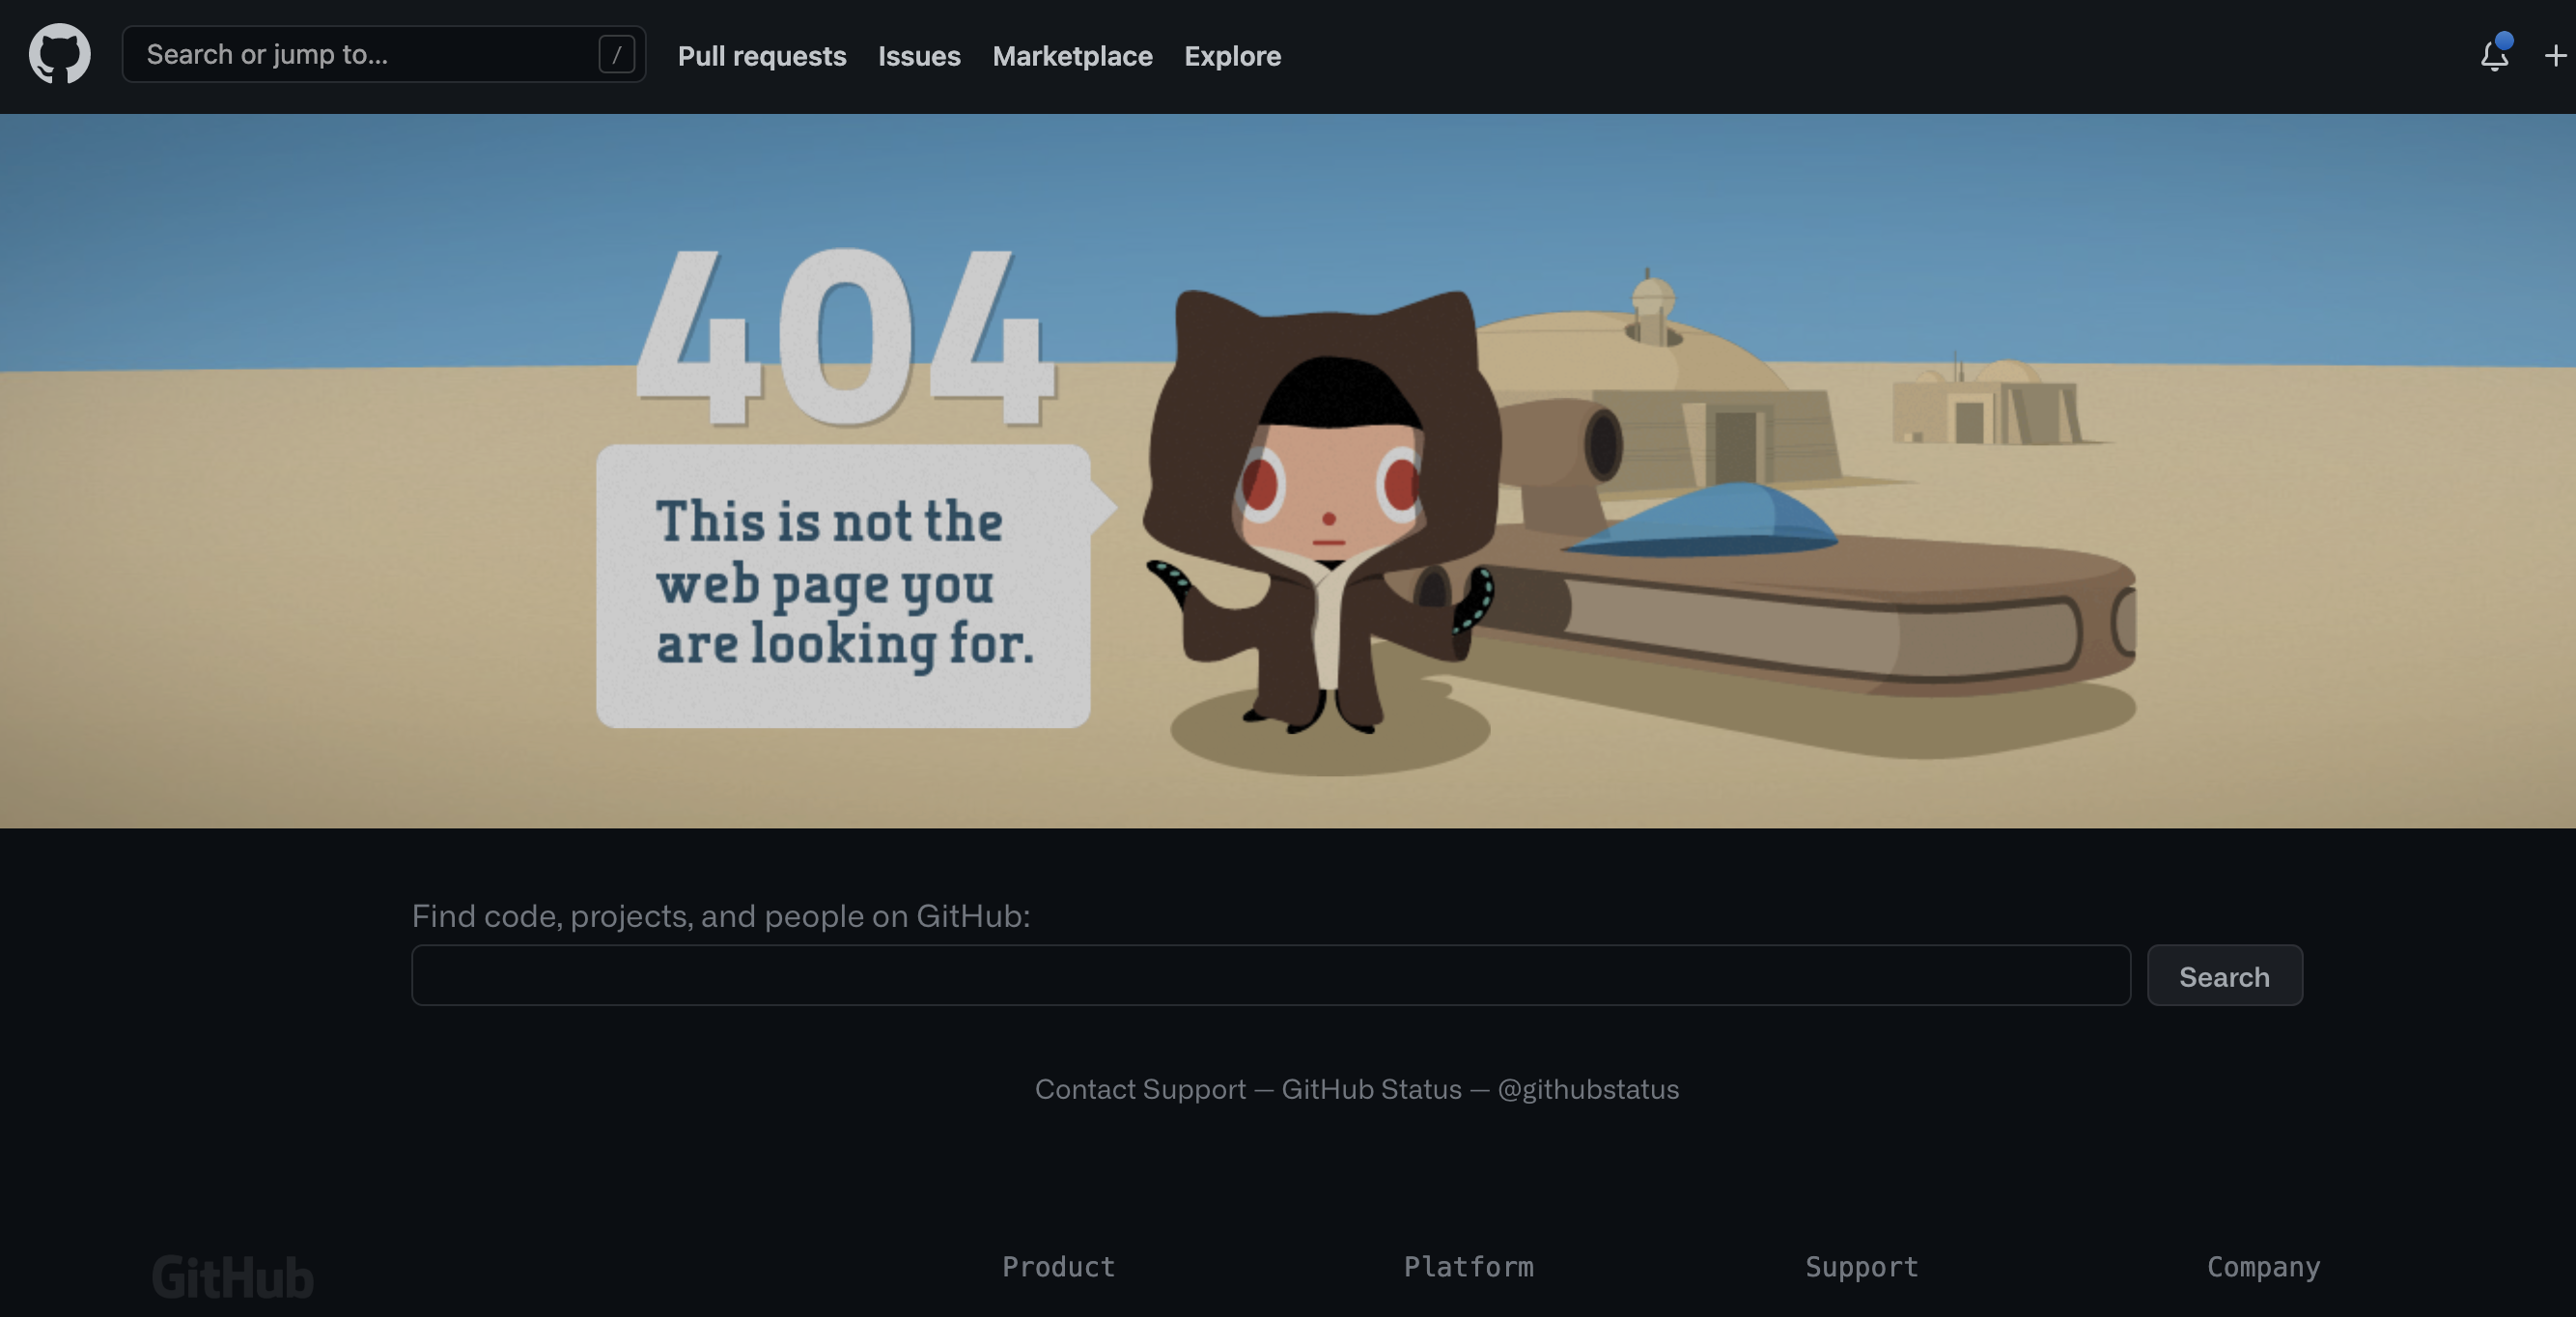 Search or jump to... /
Pull requests Issues Marketplace Explore
404
This is not the
web page you
are looking for.
Find code, projects, and people on GitHub:
Search
Contact Support — GitHub Status — @githubstatus
GitHub
Product Platform Support Company